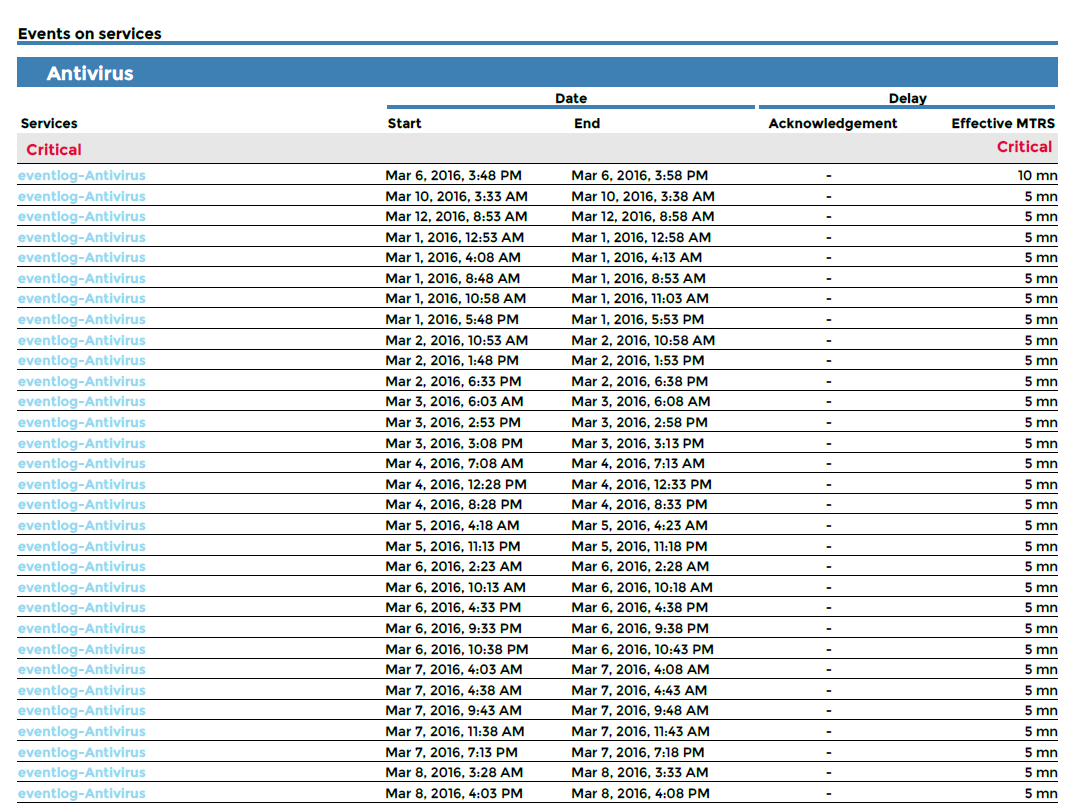 Events on services
Antivirus
Date Delay
Services Start End Acknowledgement Effective MTRS
Critical Critical
eventlog-Antivirus Mar 6, 2016, 3:48 PM Mar 6, 2016, 3:58 PM - 10 mn
eventlog-Antivirus Mar 10, 2016, 3:33 AM Mar 10, 2016, 3:38 AM - 5 mn
eventlog-Antivirus Mar 12, 2016, 8:53 AM Mar 12, 2016, 8:58 AM - 5 mn
eventlog-Antivirus Mar 1, 2016, 12:53 AM Mar 1, 2016, 12:58 AM - 5 mn
eventlog-Antivirus Mar 1, 2016, 4:08 AM Mar 1, 2016, 4:13 AM - 5 mn
eventlog-Antivirus Mar 1, 2016, 8:48 AM Mar 1, 2016, 8:53 AM - 5 mn
eventlog-Antivirus Mar 1, 2016, 10:58 AM Mar 1, 2016, 11:03 AM - 5 mn
eventlog-Antivirus Mar 1, 2016, 5:48 PM Mar 1, 2016, 5:53 PM - 5 mn
eventlog-Antivirus Mar 2, 2016, 10:53 AM Mar 2, 2016, 10:58 AM - 5 mn
eventlog-Antivirus Mar 2, 2016, 1:48 PM Mar 2, 2016, 1:53 PM - 5 mn
eventlog-Antivirus Mar 2, 2016, 6:33 PM Mar 2, 2016, 6:38 PM - 5 mn
eventlog-Antivirus Mar 3, 2016, 6:03 AM Mar 3, 2016, 6:08 AM - 5 mn
eventlog-Antivirus Mar 3, 2016, 2:53 PM Mar 3, 2016, 2:58 PM - 5 mn
eventlog-Antivirus Mar 3, 2016, 3:08 PM Mar 3, 2016, 3:13 PM - 5 mn
eventlog-Antivirus Mar 4, 2016, 7:08 AM Mar 4, 2016, 7:13 AM - 5 mn
eventlog-Antivirus Mar 4, 2016, 12:28 PM Mar 4, 2016, 12:33 PM - 5 mn
eventlog-Antivirus Mar 4, 2016, 8:28 PM Mar 4, 2016, 8:33 PM - 5 mn
eventlog-Antivirus Mar 5, 2016, 4:18 AM Mar 5, 2016, 4:23 AM - 5 mn
eventlog-Antivirus Mar 5, 2016, 11:13 PM Mar 5, 2016, 11:18 PM - 5 mn
eventlog-Antivirus Mar 6, 2016, 2:23 AM Mar 6, 2016, 2:28 AM - 5 mn
eventlog-Antivirus Mar 6, 2016, 10:13 AM Mar 6, 2016, 10:18 AM - 5 mn
eventlog-Antivirus Mar 6, 2016, 4:33 PM Mar 6, 2016, 4:38 PM - 5 mn
eventlog-Antivirus Mar 6, 2016, 9:33 PM Mar 6, 2016, 9:38 PM - 5 mn
eventlog-Antivirus Mar 6, 2016, 10:38 PM Mar 6, 2016, 10:43 PM - 5 mn
eventlog-Antivirus Mar 7, 2016, 4:03 AM Mar 7, 2016, 4:08 AM - 5 mn
eventlog-Antivirus Mar 7, 2016, 4:38 AM Mar 7, 2016, 4:43 AM - 5 mn
eventlog-Antivirus Mar 7, 2016, 9:43 AM Mar 7, 2016, 9:48 AM - 5 mn
eventlog-Antivirus Mar 7, 2016, 11:38 AM Mar 7, 2016, 11:43 AM - 5 mn
eventlog-Antivirus Mar 7, 2016, 7:13 PM Mar 7, 2016, 7:18 PM - 5 mn
eventlog-Antivirus Mar 8, 2016, 3:28 AM Mar 8, 2016, 3:33 AM - 5 mn
eventlog-Antivirus Mar 8, 2016, 4:03 PM Mar 8, 2016, 4:08 PM - 5 mn